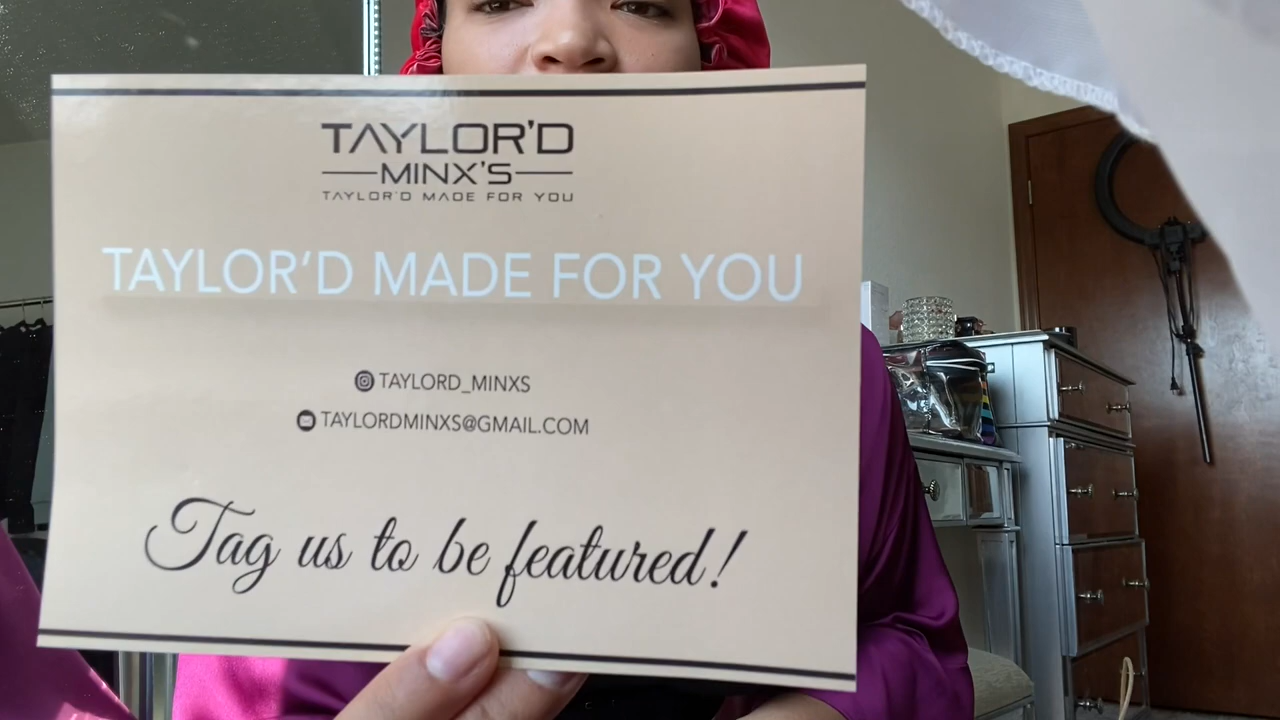 TAYLOR'D
MINX'S
TAYLOR'D MADE FOR YOU
TAYLOR'D MADE FOR YOU
TAYLORD_MINXS
TAYLORDMINXS@GMAIL.COM
Tag us to be featured!